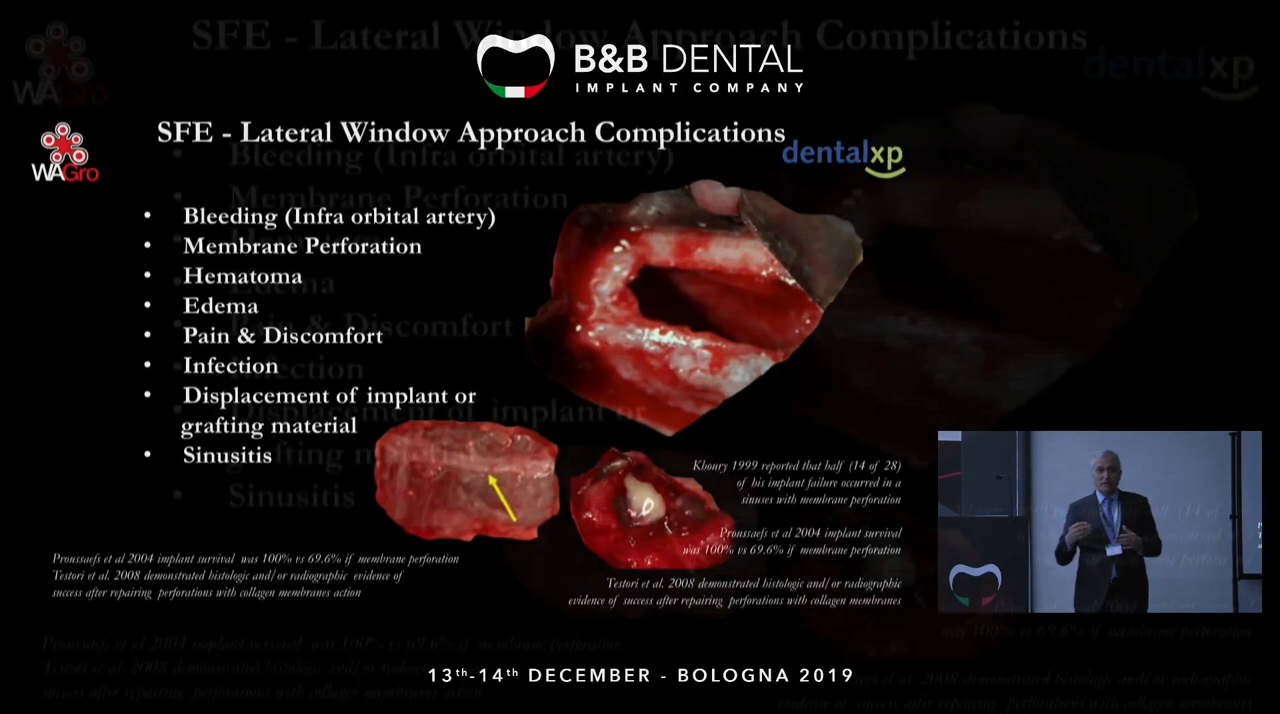 B&B DENTAL
IMPLANT COMPANY
SFE - Lateral Window Approach Complications
WAGro
dentalxp
• Bleeding (Infra orbital artery)
• Membrane Perforation
• Hematoma
• Edema
• Pain & Discomfort
• Infection
• Displacement of implant or
grafting material
• Sinusitis
Khoury 1999 reported that half (14 of 28)
of his implant failure occurred in a
sinuses with membrane perforation
Proussaefs et al 2004 implant survival
was 100% vs 69.6% if membrane perforation
Testori et al. 2008 demonstrated histologic and/or radiographic
evidence of success after repairing perforations with collagen membranes
Proussaefs et al 2004 implant survival was 100% vs 69.6% if membrane perforation
Testori et al. 2008 demonstrated histologic and/or radiographic evidence of
success after repairing perforations with collagen membranes action
13th-14th DECEMBER - BOLOGNA 2019